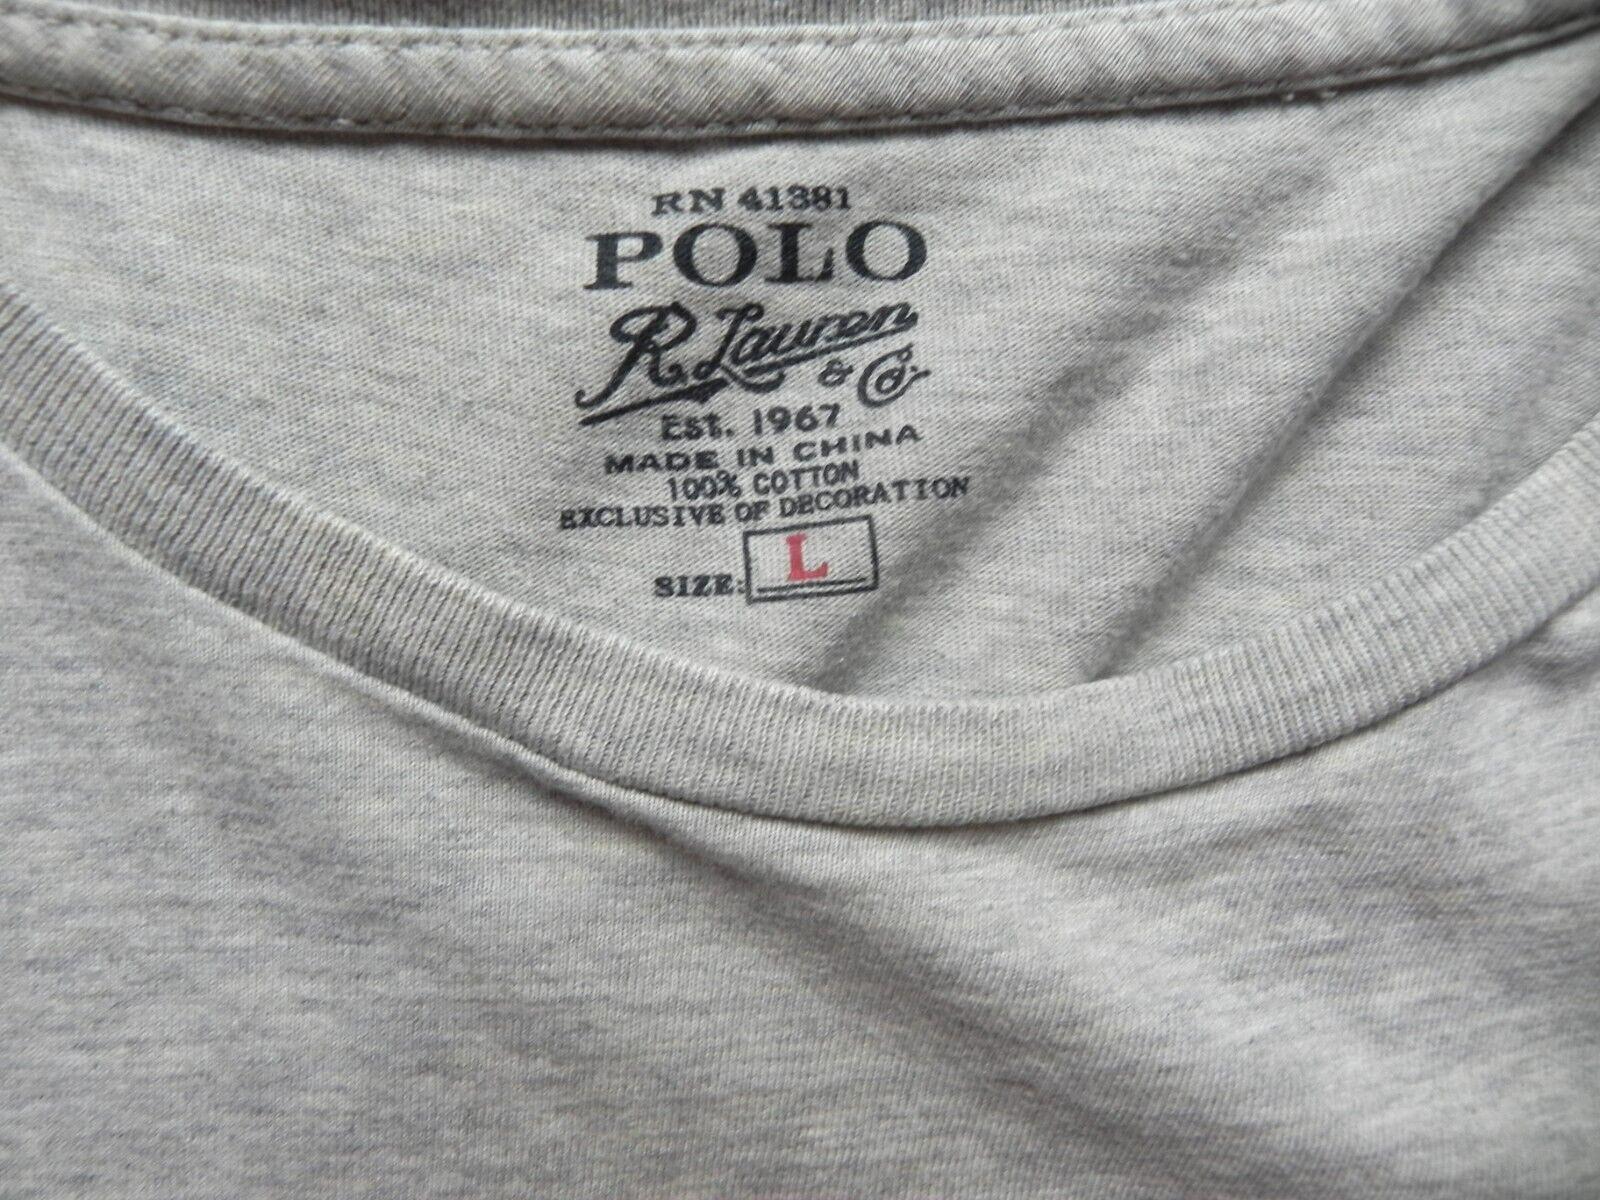 RN 41381
POLO
R. Lauren
& Co.
Est. 1967
MADE IN CHINA
100% COTTON
EXCLUSIVE OF DECORATION
SIZE: L